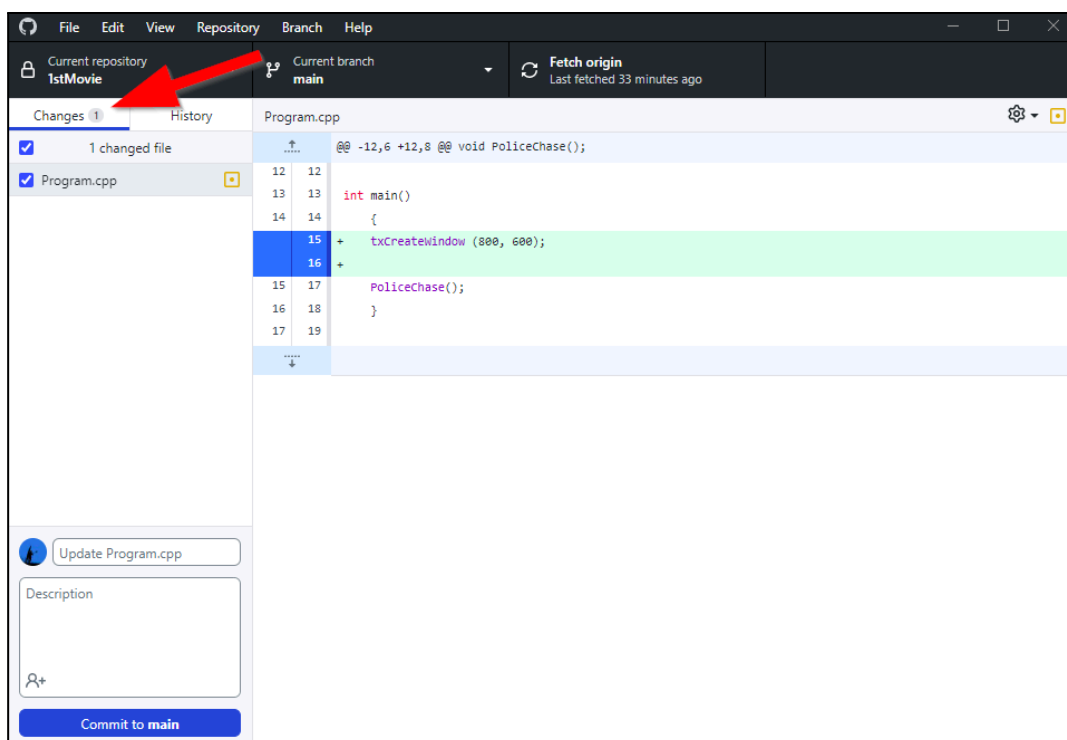 File Edit View Repository Branch Help
Current repository
1stMovie
Current branch
main
Fetch origin
Last fetched 33 minutes ago
Changes 1 History
Program.cpp
1 changed file
Program.cpp
@@ -12,6 +12,8 @@ void PoliceChase();
12 12
13 13 int main()
14 14 {
15 + txCreateWindow (800, 600);
16 +
15 17 PoliceChase();
16 18 }
17 19
Update Program.cpp
Description
Commit to main